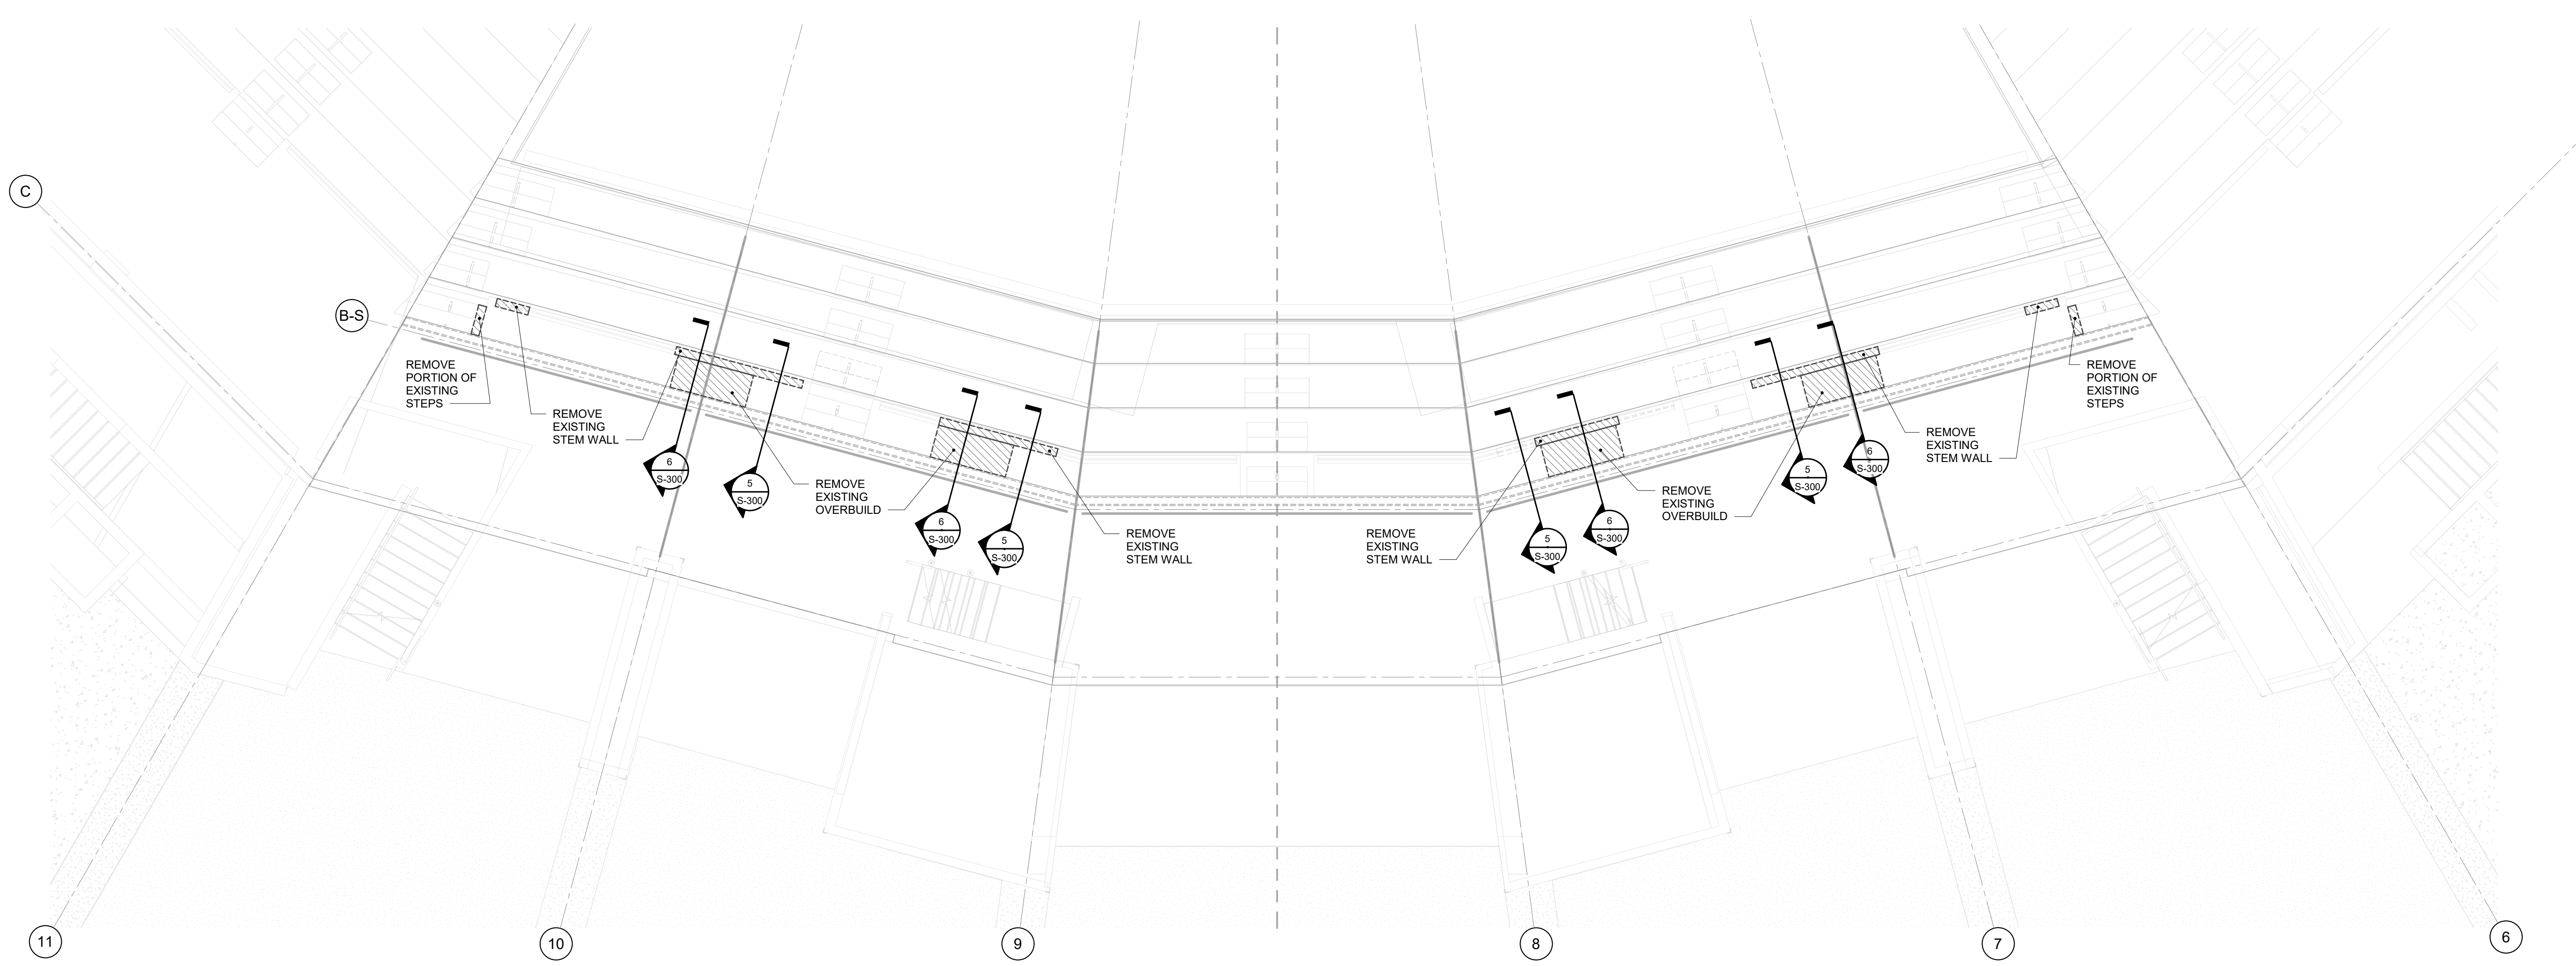 C
B-S
REMOVE
PORTION OF
EXISTING
STEPS
REMOVE
EXISTING
STEM WALL
6
S-300
5
S-300
REMOVE
EXISTING
OVERBUILD
6
S-300
5
S-300
REMOVE
EXISTING
STEM WALL
REMOVE
EXISTING
STEM WALL
5
S-300
6
S-300
REMOVE
EXISTING
OVERBUILD
5
S-300
6
S-300
REMOVE
EXISTING
STEM WALL
REMOVE
PORTION OF
EXISTING
STEPS
11
10
9
8
7
6